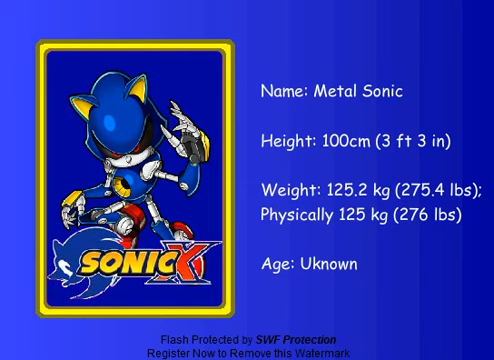 Name: Metal Sonic
Height: 100cm (3 ft 3 in)
Weight: 125.2 kg (275.4 lbs);
Physically 125 kg (276 lbs)
Age: Uknown
SONIC X
Flash Protected by SWF Protection
Register Now to Remove this Watermark